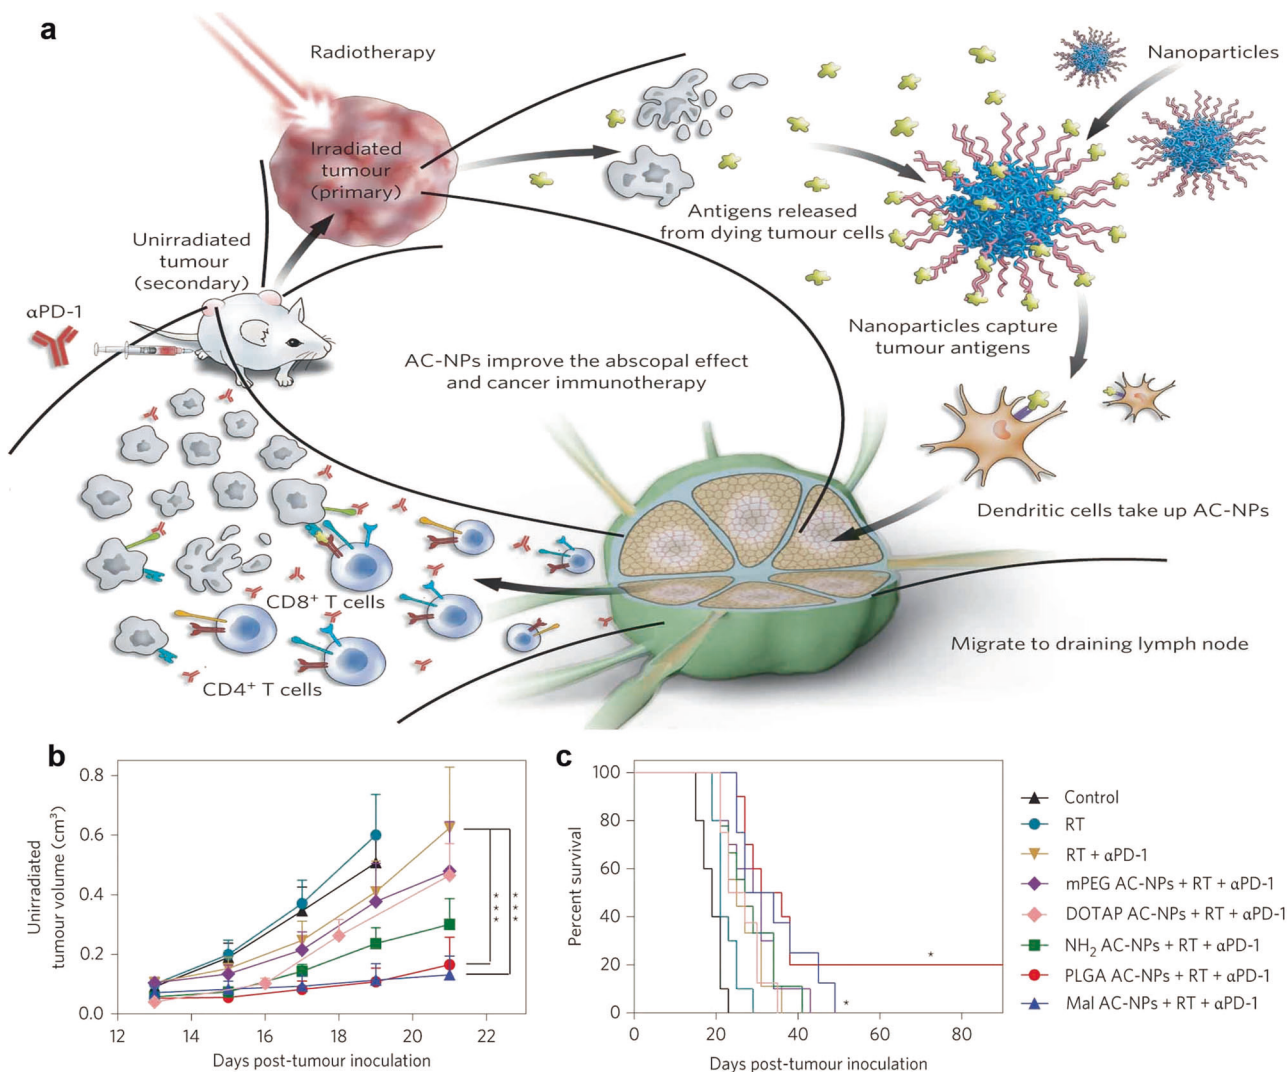 a
Radiotherapy
Nanoparticles
Irradiated
tumour
(primary)
Antigens released
from dying tumour cells
Unirradiated
tumour
(secondary)
αPD-1
Nanoparticles capture
tumour antigens
AC-NPs improve the abscopal effect
and cancer immunotherapy
Dendritic cells take up AC-NPs
CD8⁺ T cells
Migrate to draining lymph node
CD4⁺ T cells
b
Unirradiated
tumour volume (cm³)
0.8
0.6
0.4
0.2
0.0
12 14 16 18 20 22
Days post-tumour inoculation
***
***
c
Percent survival
100
80
60
40
20
0
0 20 40 60 80
Days post-tumour inoculation
*
*
Control
RT
RT + αPD-1
mPEG AC-NPs + RT + αPD-1
DOTAP AC-NPs + RT + αPD-1
NH₂ AC-NPs + RT + αPD-1
PLGA AC-NPs + RT + αPD-1
Mal AC-NPs + RT + αPD-1